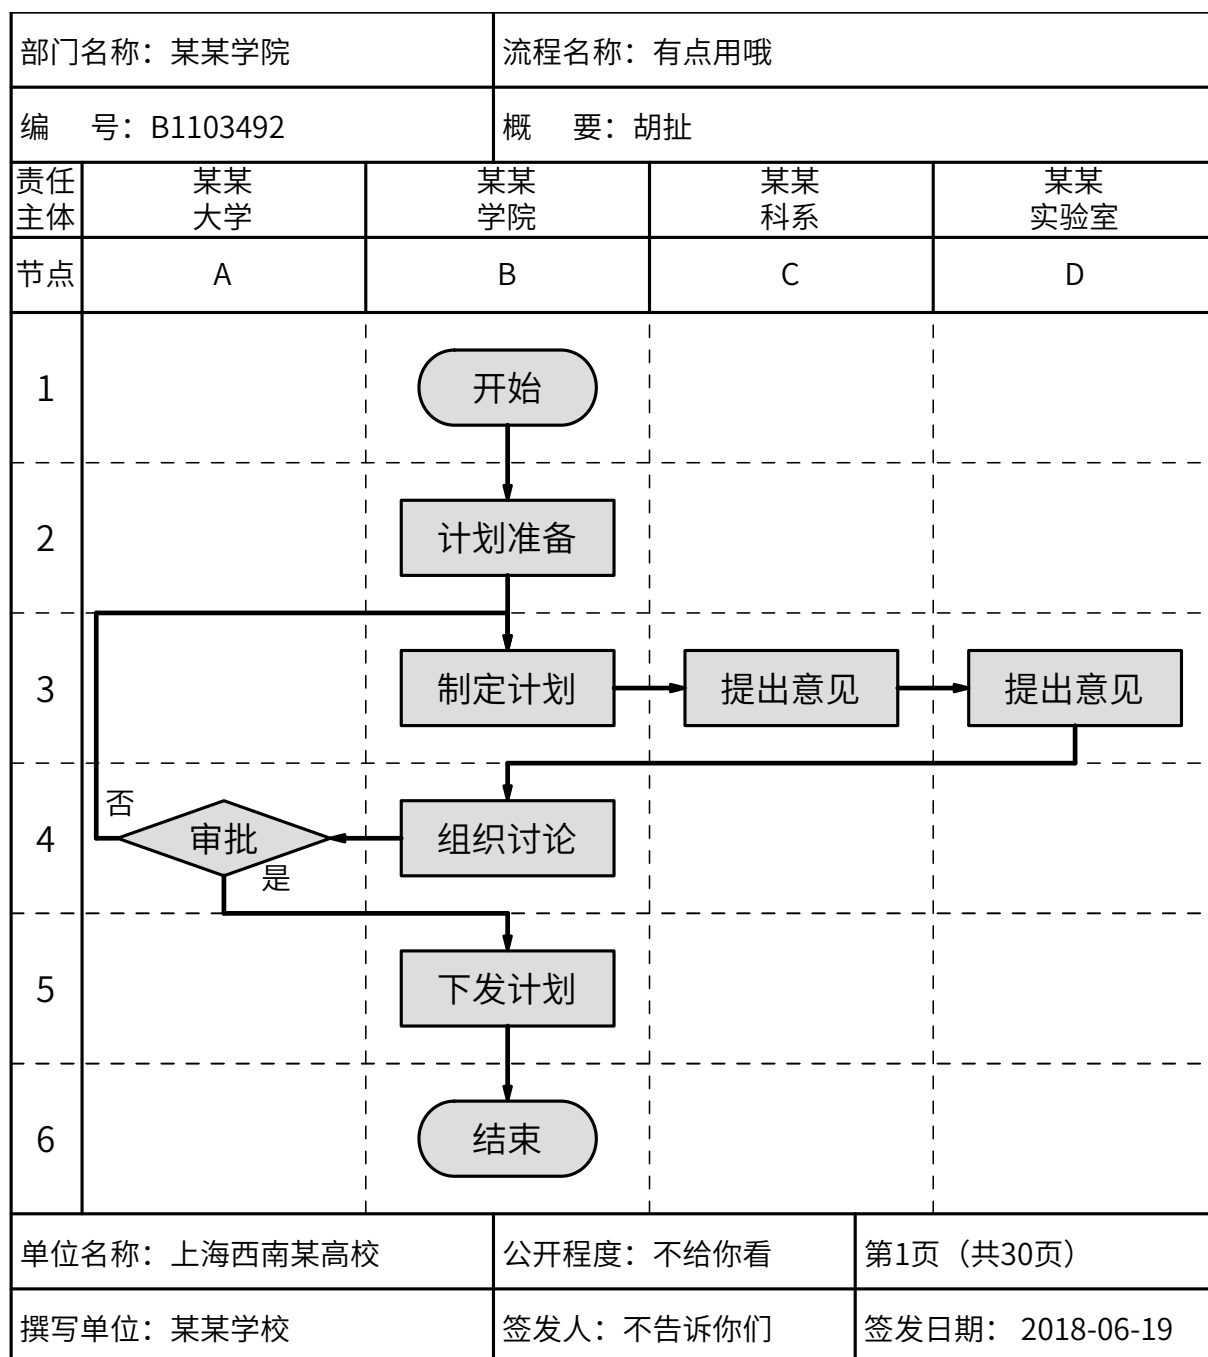 部门名称：某某学院
流程名称：有点用哦
编 号：B1103492
概 要：胡扯
责任
主体
某某
大学
某某
学院
某某
科系
某某
实验室
节点
A
B
C
D
1
开始
2
计划准备
3
制定计划
提出意见
提出意见
否
4
审批
组织讨论
是
5
下发计划
6
结束
单位名称：上海西南某高校
公开程度：不给你看
第1页（共30页）
撰写单位：某某学校
签发人：不告诉你们
签发日期： 2018-06-19